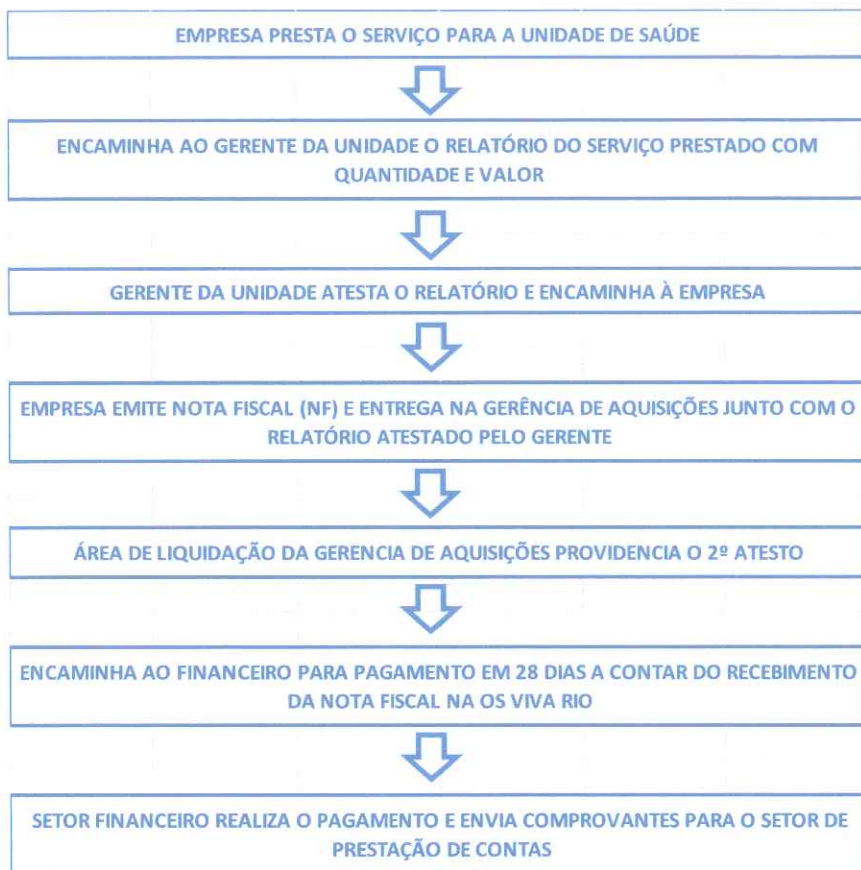 EMPRESA PRESTA O SERVIÇO PARA A UNIDADE DE SAÚDE
ENCAMINHA AO GERENTE DA UNIDADE O RELATÓRIO DO SERVIÇO PRESTADO COM
QUANTIDADE E VALOR
GERENTE DA UNIDADE ATESTA O RELATÓRIO E ENCAMINHA À EMPRESA
EMPRESA EMITE NOTA FISCAL (NF) E ENTREGA NA GERÊNCIA DE AQUISIÇÕES JUNTO COM O
RELATÓRIO ATESTADO PELO GERENTE
ÁREA DE LIQUIDAÇÃO DA GERENCIA DE AQUISIÇÕES PROVIDENCIA O 2º ATESTO
ENCAMINHA AO FINANCEIRO PARA PAGAMENTO EM 28 DIAS A CONTAR DO RECEBIMENTO
DA NOTA FISCAL NA OS VIVA RIO
SETOR FINANCEIRO REALIZA O PAGAMENTO E ENVIA COMPROVANTES PARA O SETOR DE
PRESTAÇÃO DE CONTAS